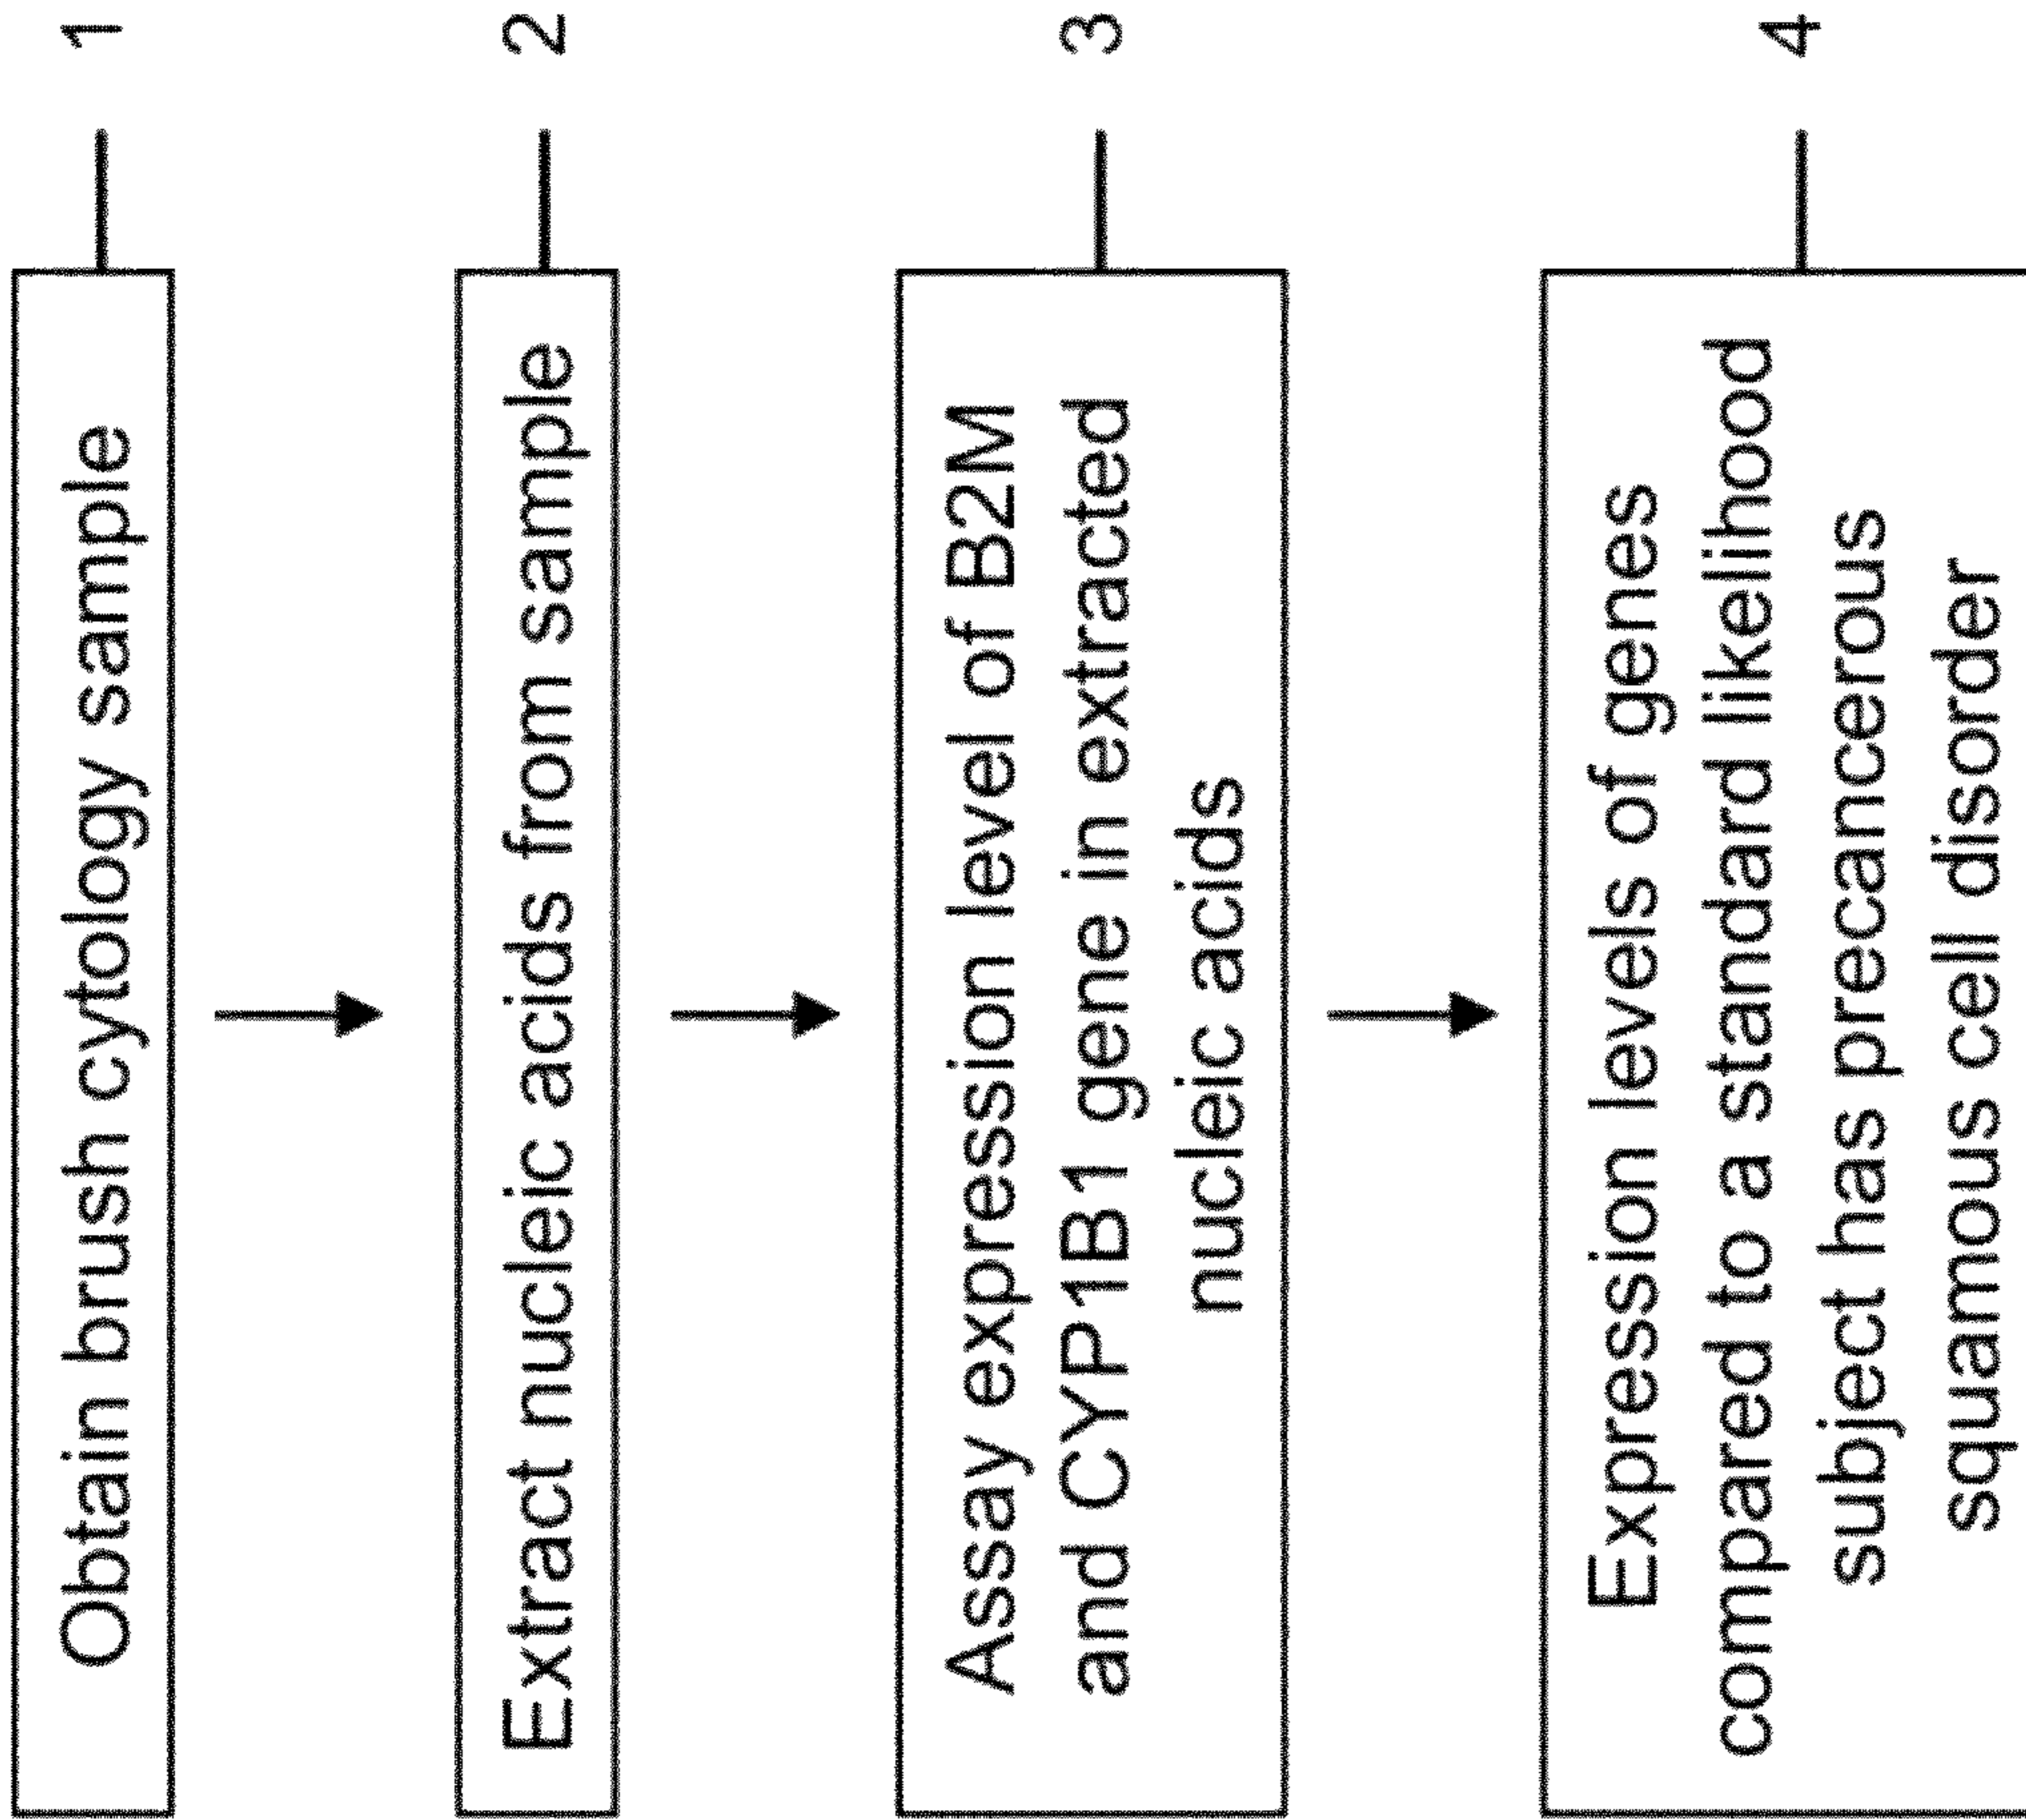 Obtain brush cytology sample
1
Extract nucleic acids from sample
2
Assay expression level of B2M
and CYP1B1 gene in extracted
nucleic acids
3
Expression levels of genes
compared to a standard likelihood
subject has precancerous
squamous cell disorder
4